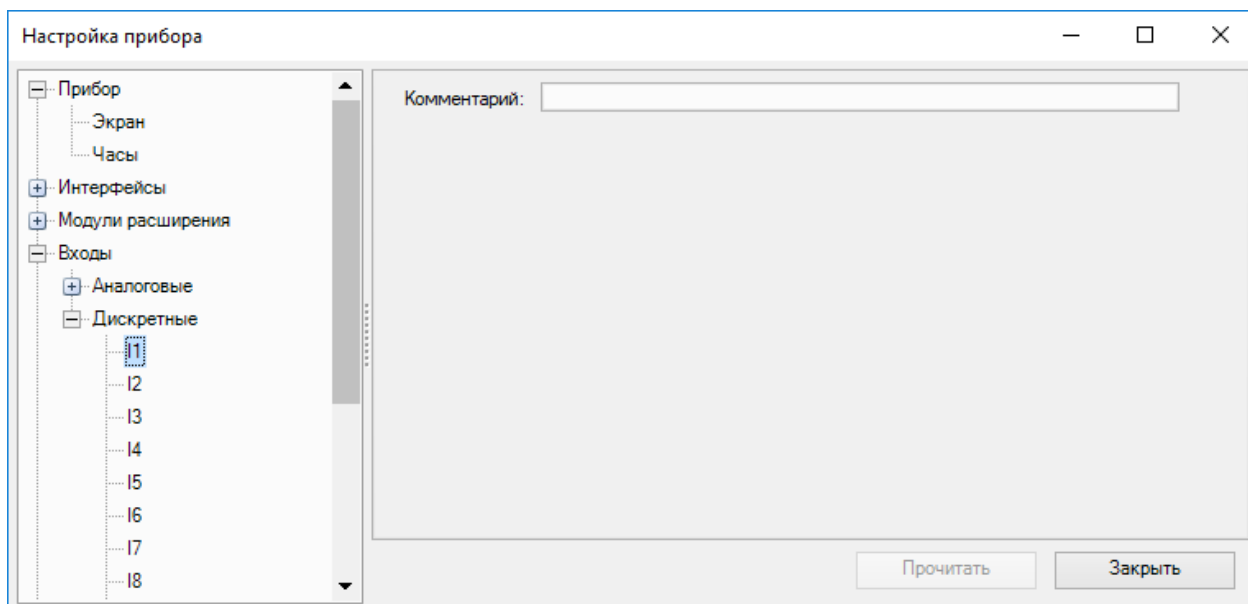 Настройка прибора
Прибор
Экран
Часы
Интерфейсы
Модули расширения
Входы
Аналоговые
Дискретные
I1
I2
I3
I4
I5
I6
I7
I8
Комментарий:
Прочитать
Закрыть